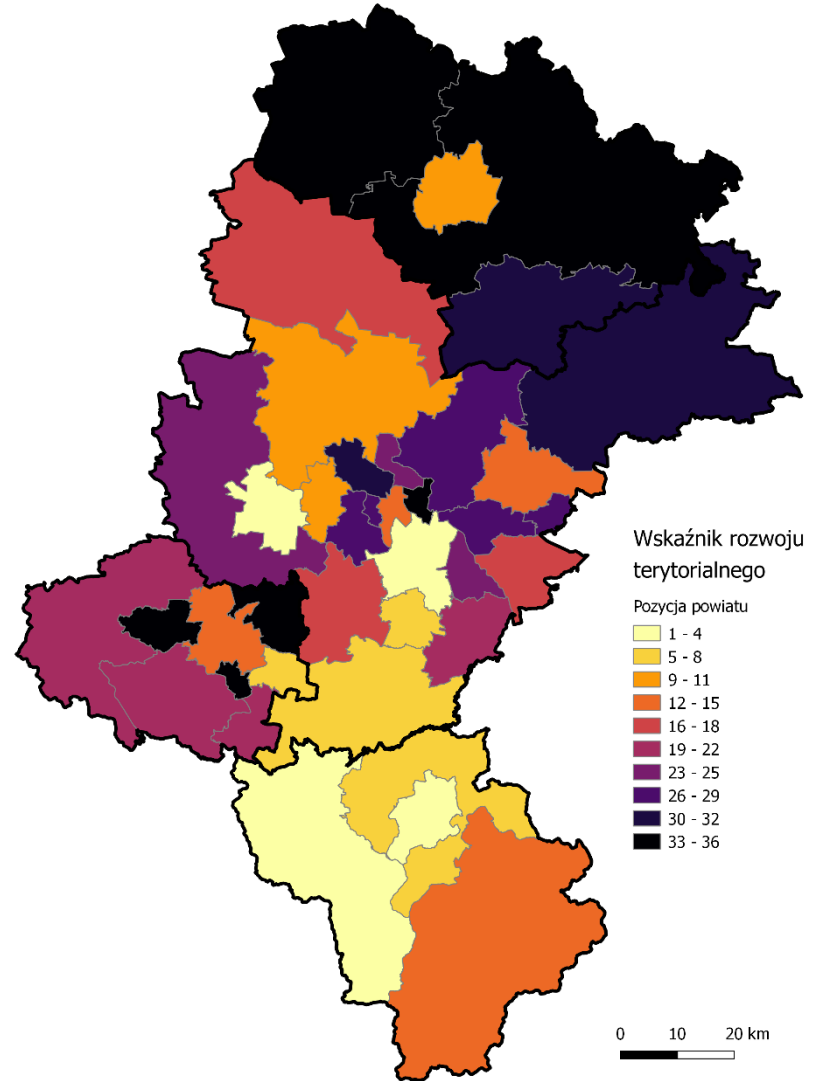 Wskaźnik rozwoju
terytorialnego
Pozycja powiatu
1 - 4
5 - 8
9 - 11
12 - 15
16 - 18
19 - 22
23 - 25
26 - 29
30 - 32
33 - 36
0 10 20 km